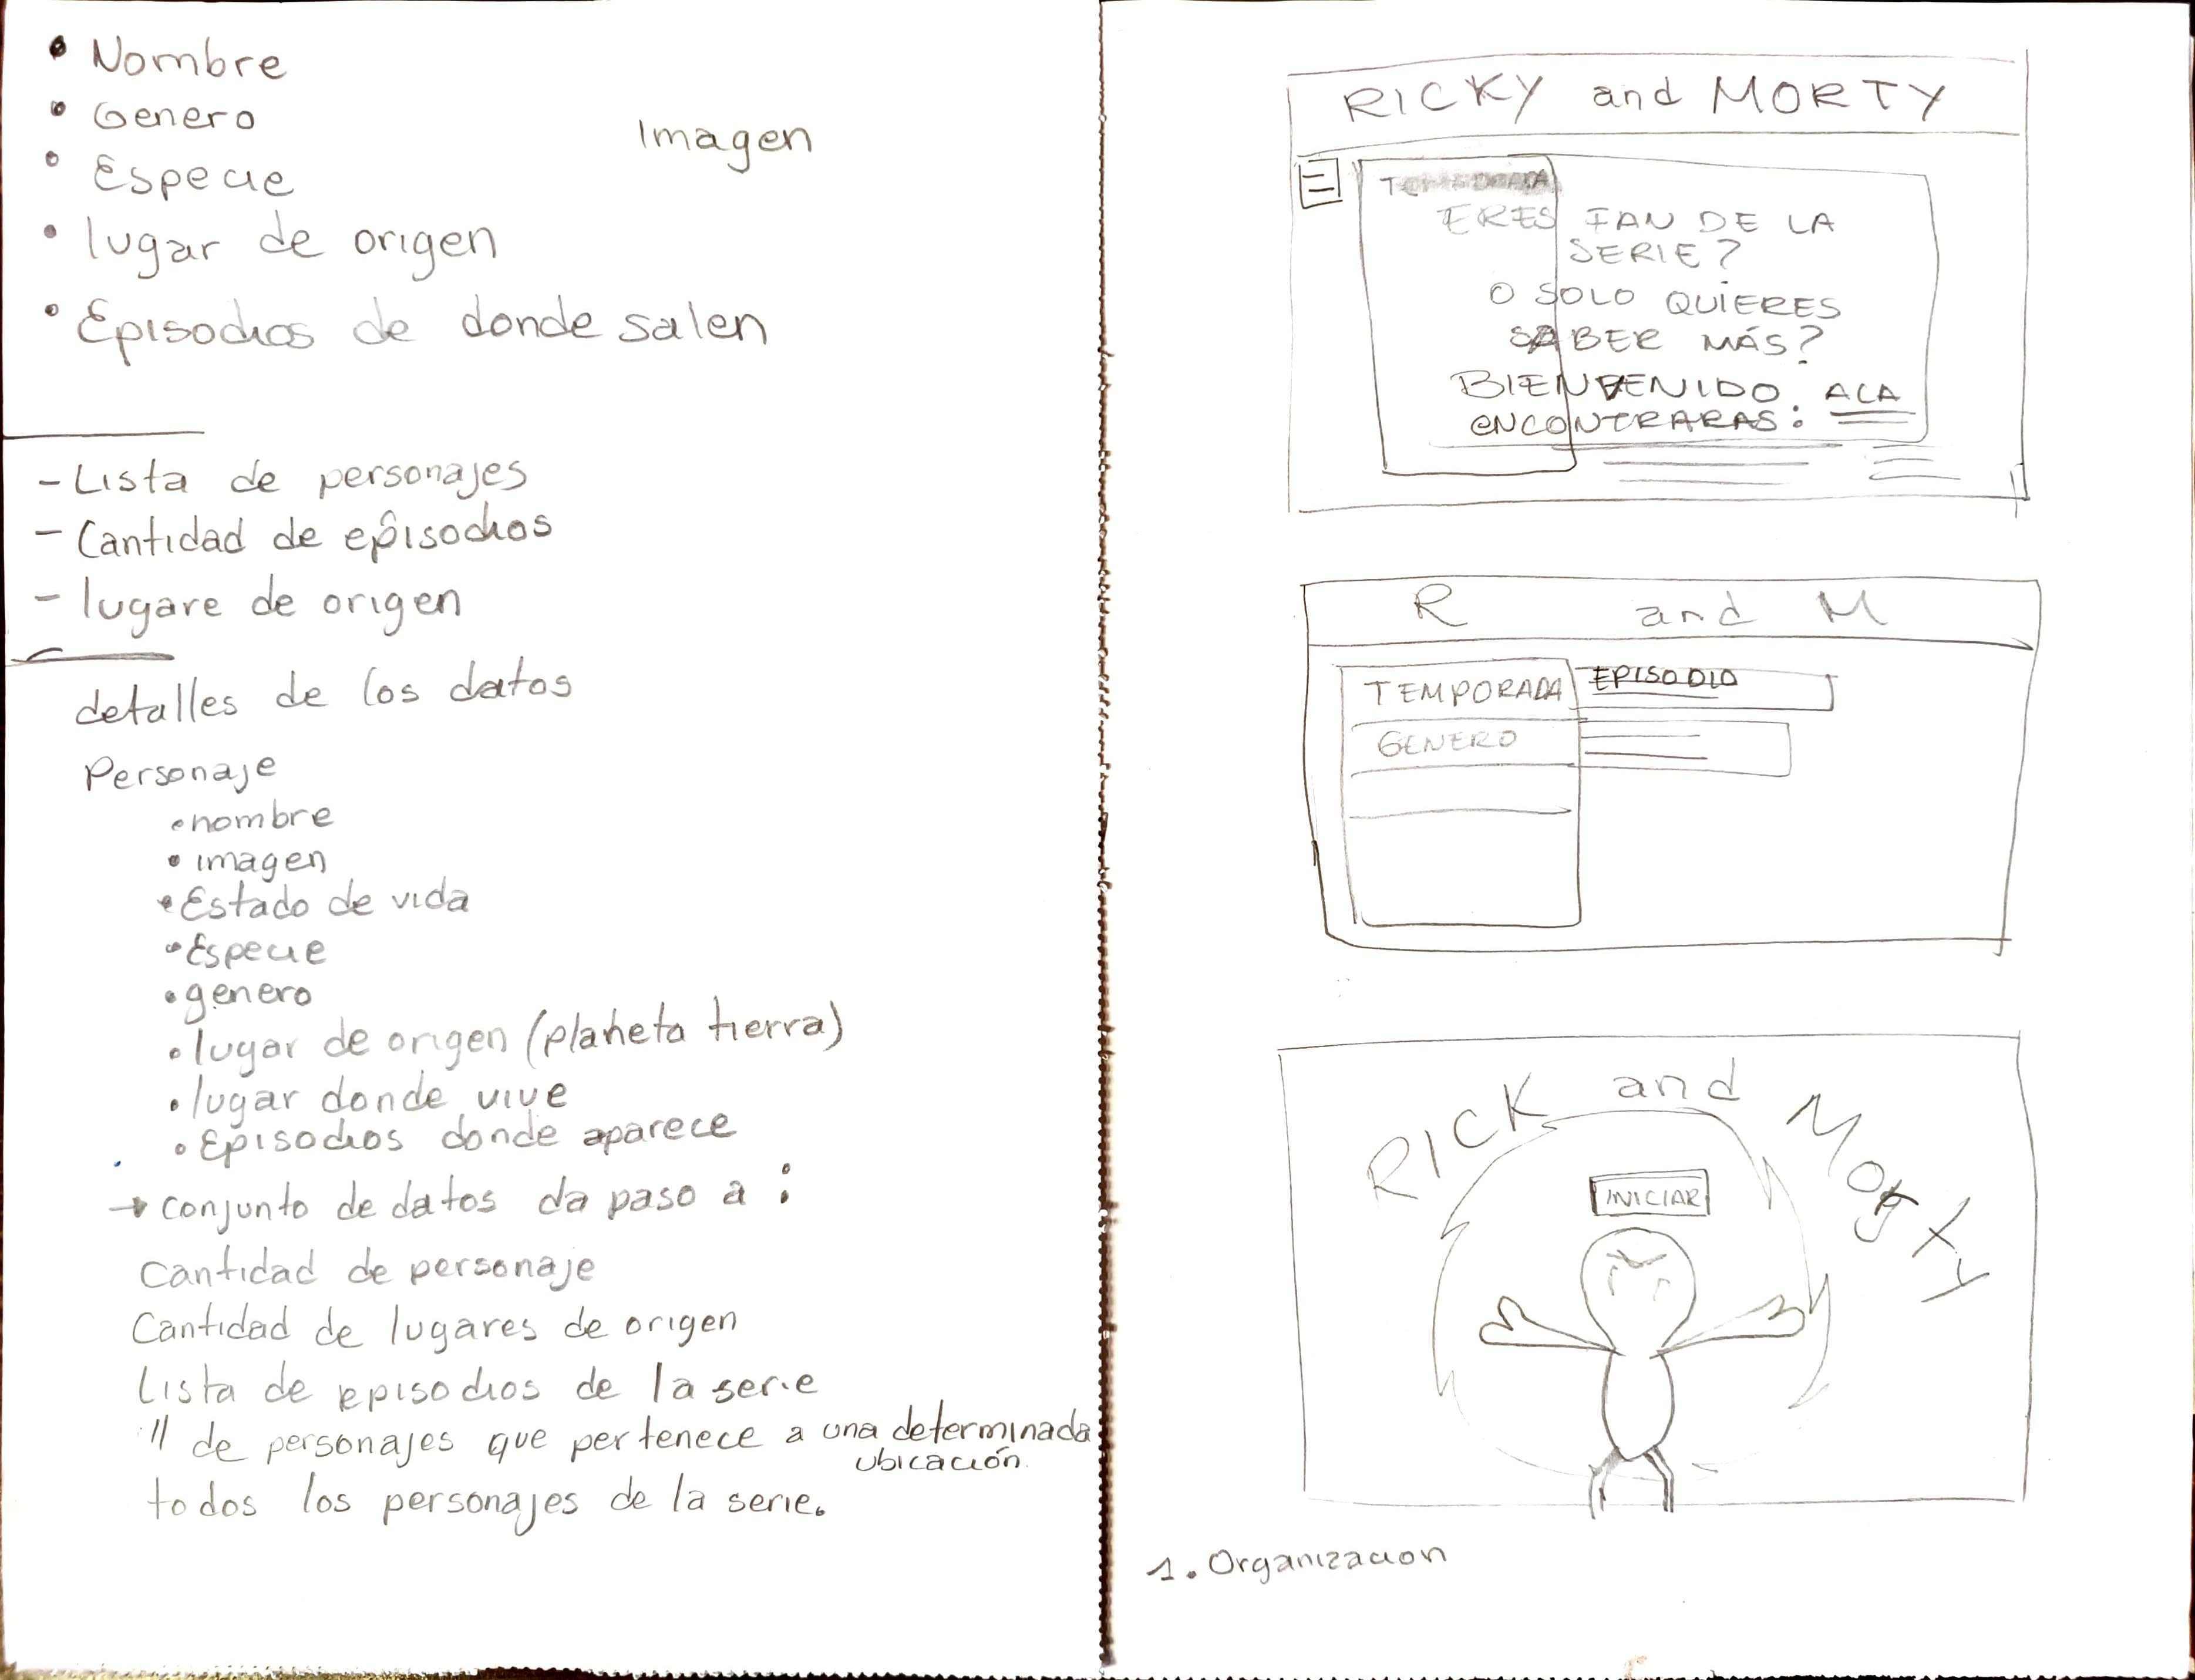 • Nombre
• Genero
• Especie
Imagen
• lugar de origen
• Episodios de donde salen
- Lista de personajes
- Cantidad de episodios
- lugare de origen
detalles de los datos
Personaje
• nombre
• imagen
• Estado de vida
• Especie
• genero
• lugar de origen (planeta tierra)
• lugar donde vive
• Episodios donde aparece
→ conjunto de datos da paso a :
Cantidad de personaje
Cantidad de lugares de origen
Lista de episodios de la serie
" de personajes que pertenece a una determinada
ubicación.
todos los personajes de la serie.
RICKY and MORTY
TEMPORADA
ERES FAN DE LA
SERIE?
O SOLO QUIERES
SABER MÁS?
BIENVENIDO. ACA
ENCONTRARAS:
R and M
TEMPORADA EPISODIO
GENERO
RICK and MORTY
INICIAR
1. Organizacion